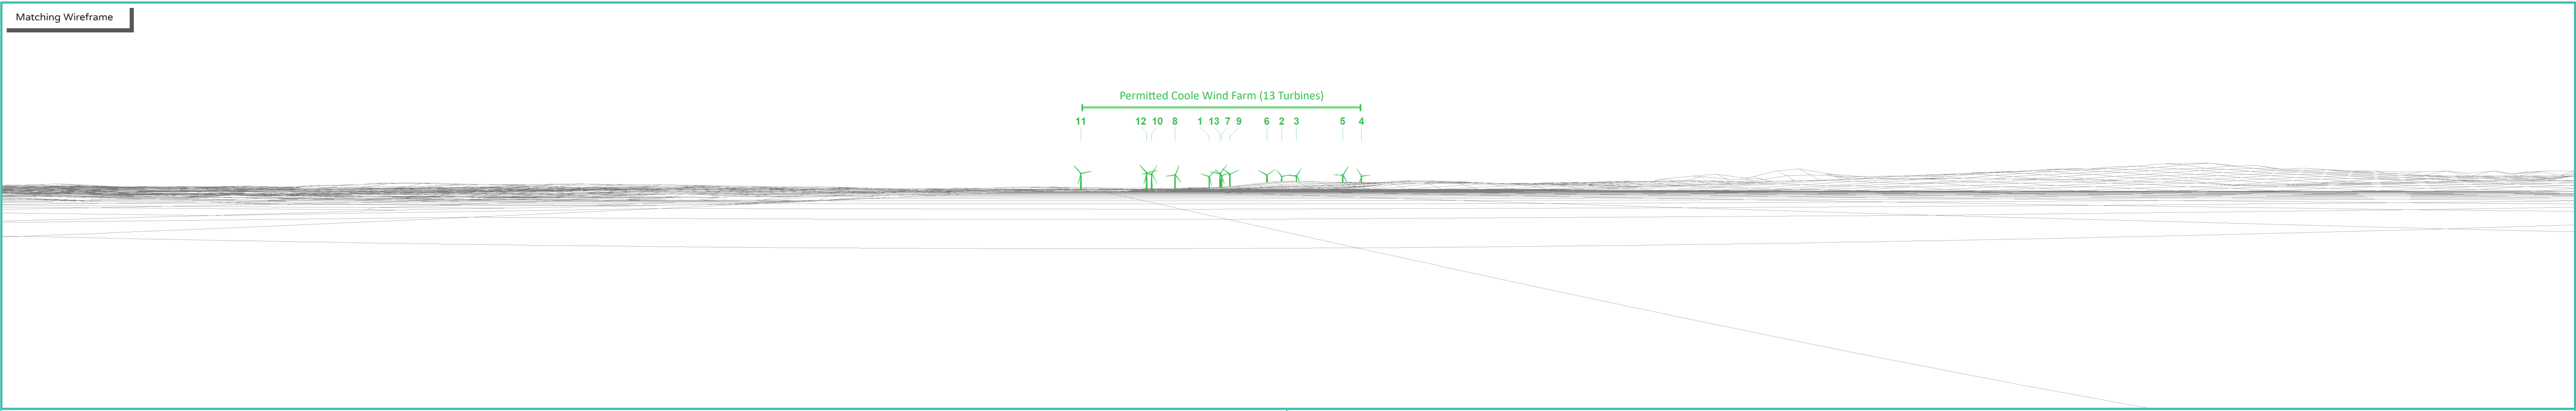 Matching Wireframe
Permitted Coole Wind Farm (13 Turbines)
11 12 10 8 1 13 7 9 6 2 3 5 4